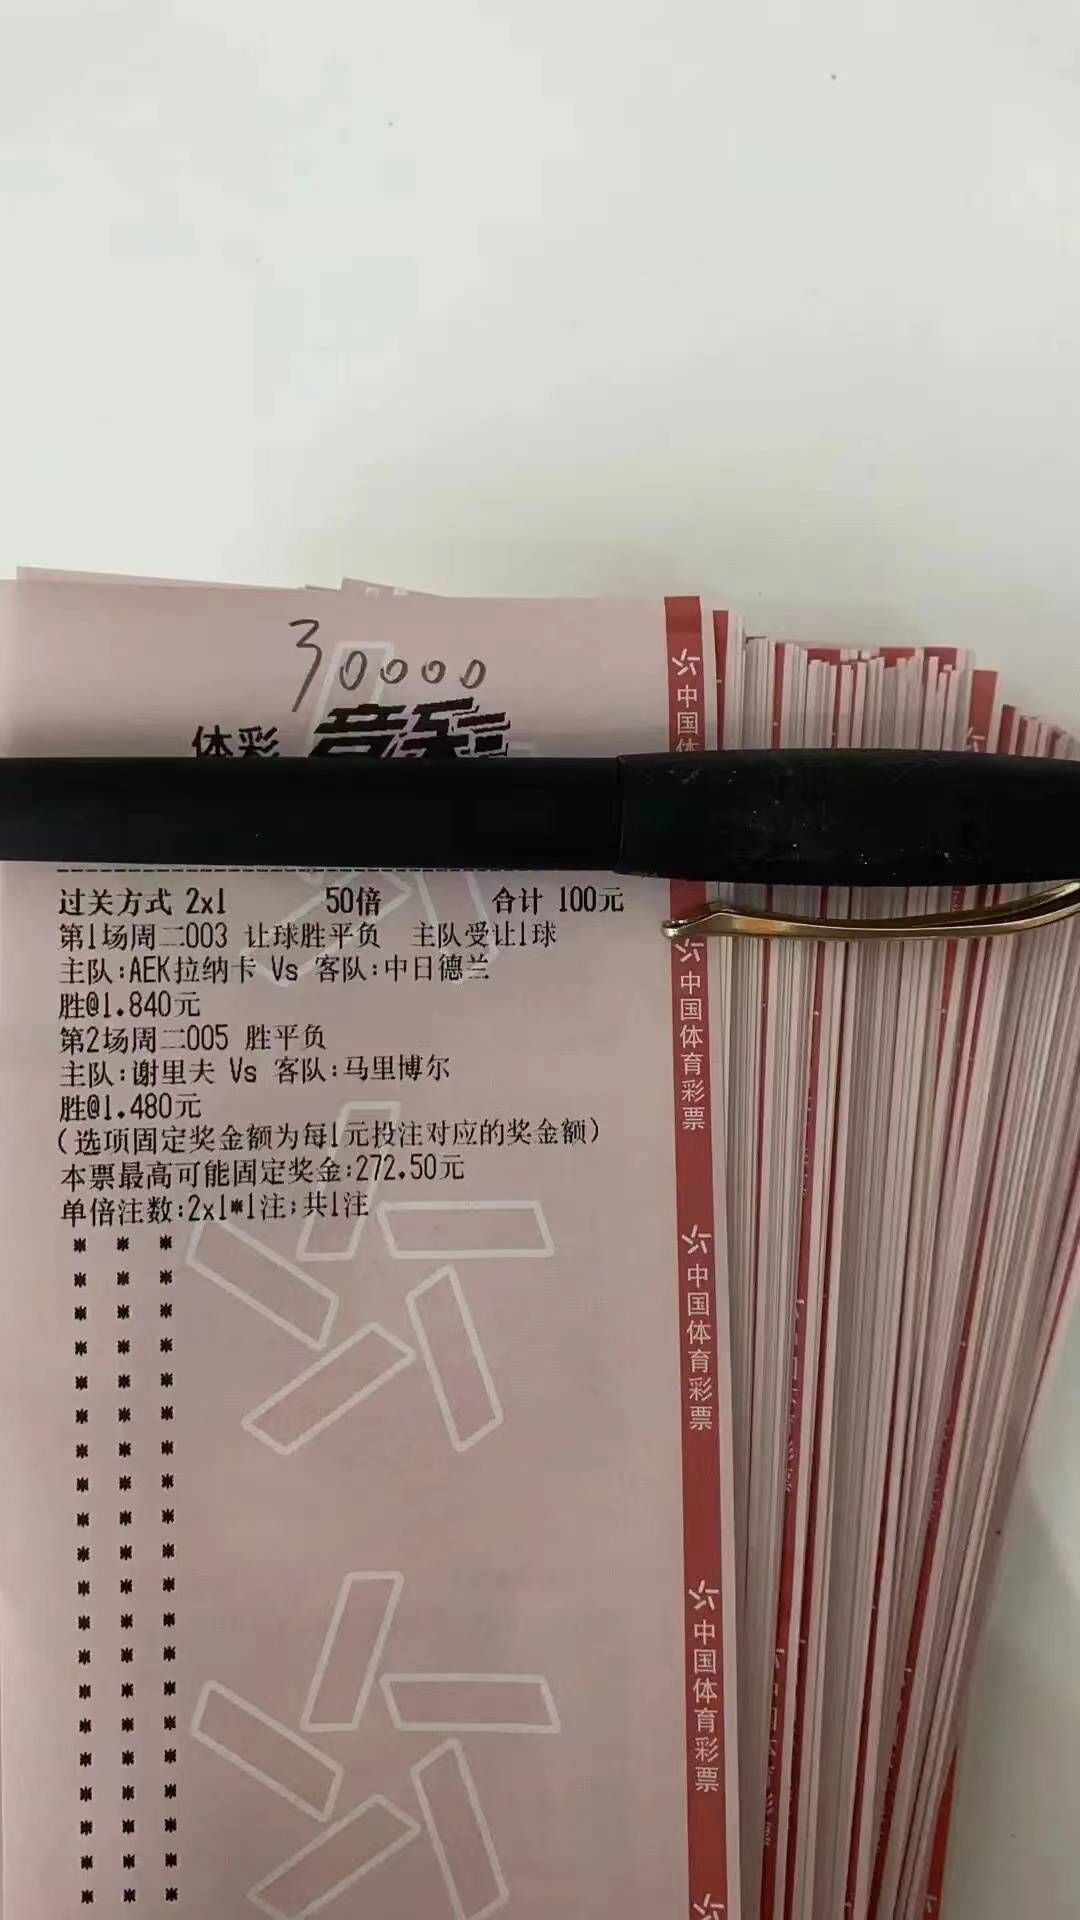 30000
体彩 竞彩
过关方式 2x1 50倍 合计 100元
第1场周二003 让球胜平负 主队受让1球
主队:AEK拉纳卡 Vs 客队:中日德兰
胜@1.840元
第2场周二005 胜平负
主队:谢里夫 Vs 客队:马里博尔
胜@1.480元
(选项固定奖金额为每1元投注对应的奖金额)
本票最高可能固定奖金:272.50元
单倍注数:2x1*1注;共1注
中国体
中国体育彩票
中国体育彩票
中国体育彩票